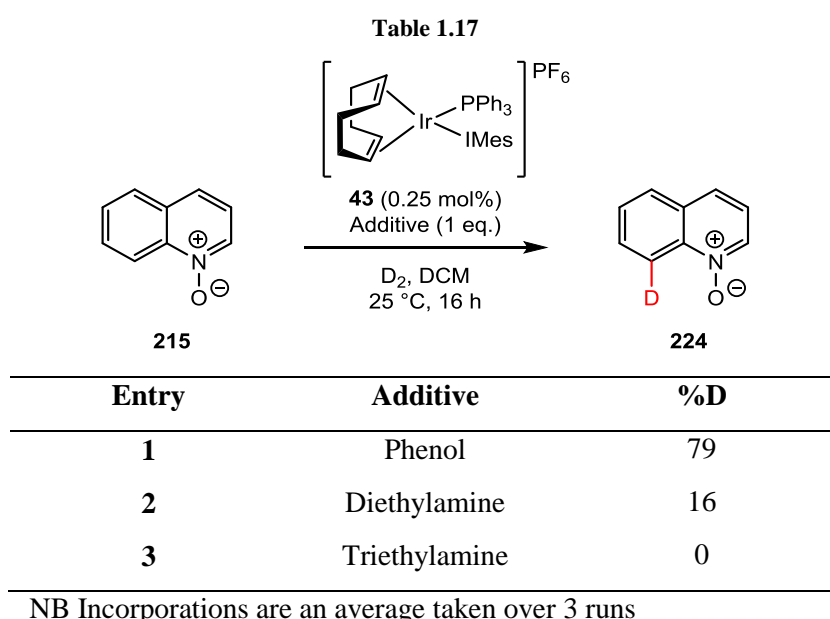 Table 1.17
PF6
PPh3
Ir
IMes
43 (0.25 mol%)
Additive (1 eq.)
D2, DCM
25 °C, 16 h
N
+
O
−
215
N
+
D
O
−
224
Entry Additive %D
1 Phenol 79
2 Diethylamine 16
3 Triethylamine 0
NB Incorporations are an average taken over 3 runs